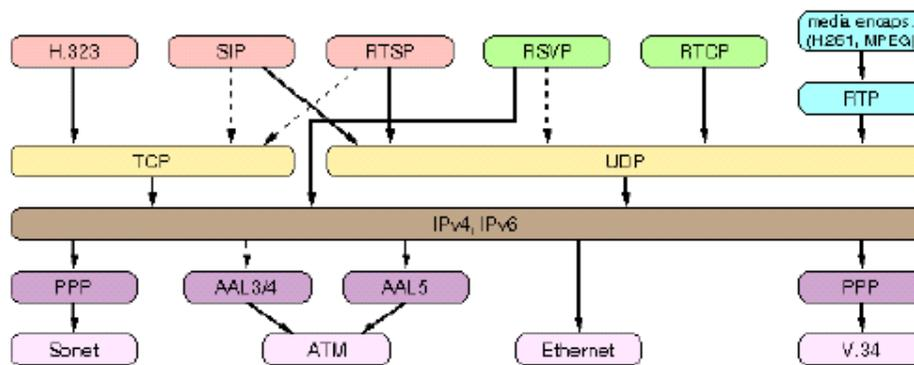 media encaps.
(H.261, MPEG)
H.323
SIP
RTSP
RSVP
RTCP
RTP
TCP
UDP
IPv4, IPv6
PPP
AAL3/4
AAL5
PPP
Sonet
ATM
Ethernet
V.34